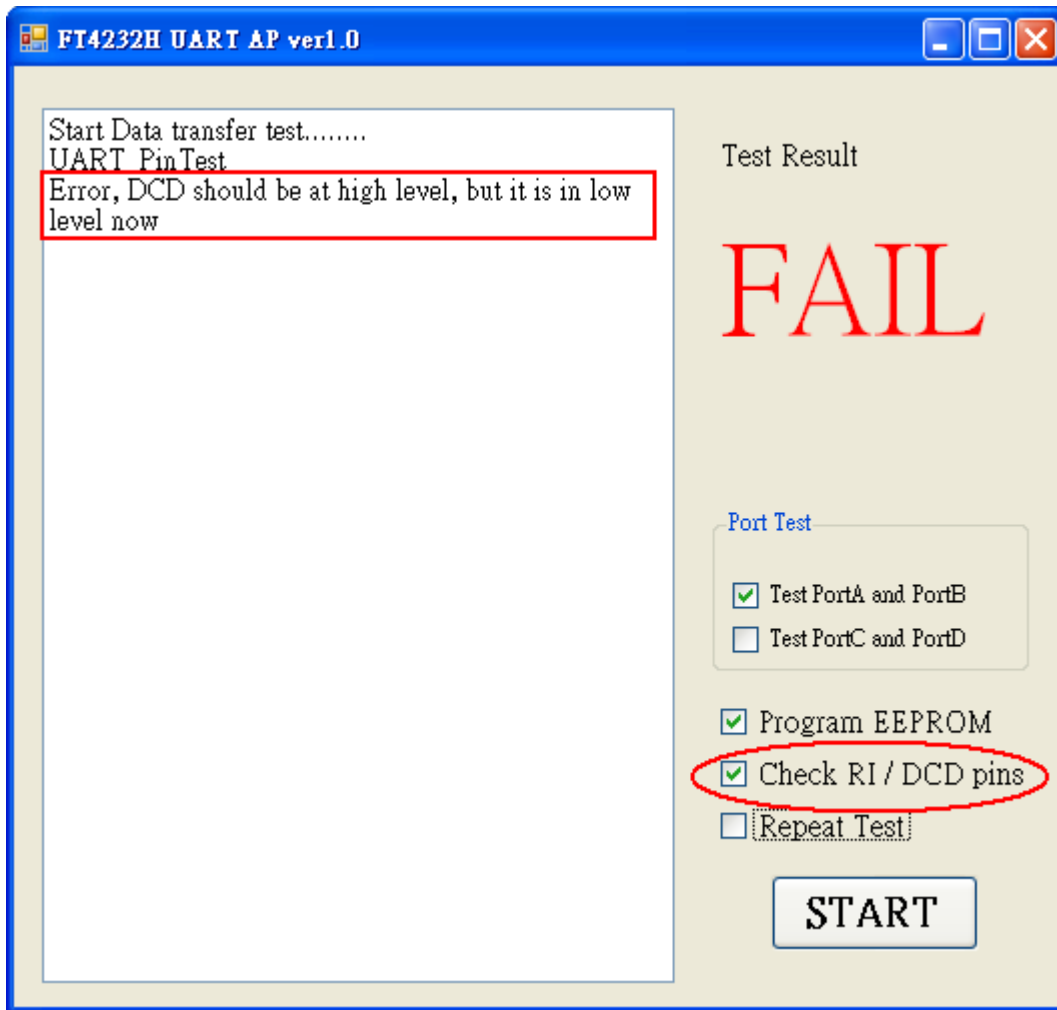 FT4232H UART AP ver1.0
Start Data transfer test........
UART PinTest
Error, DCD should be at high level, but it is in low
level now
Test Result
FAIL
Port Test
Test PortA and PortB
Test PortC and PortD
Program EEPROM
Check RI / DCD pins
Repeat Test
START